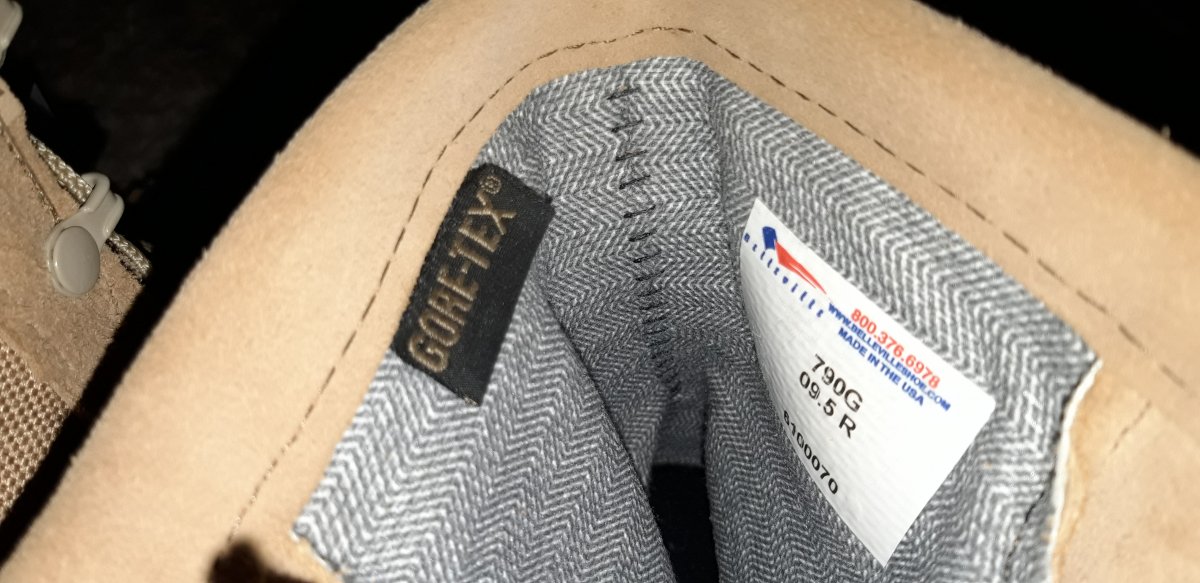 GORE-TEX®
Belleville
800.376.6978
WWW.BELLEVILLESHOE.COM
MADE IN THE USA
790G
09.5 R
6100070